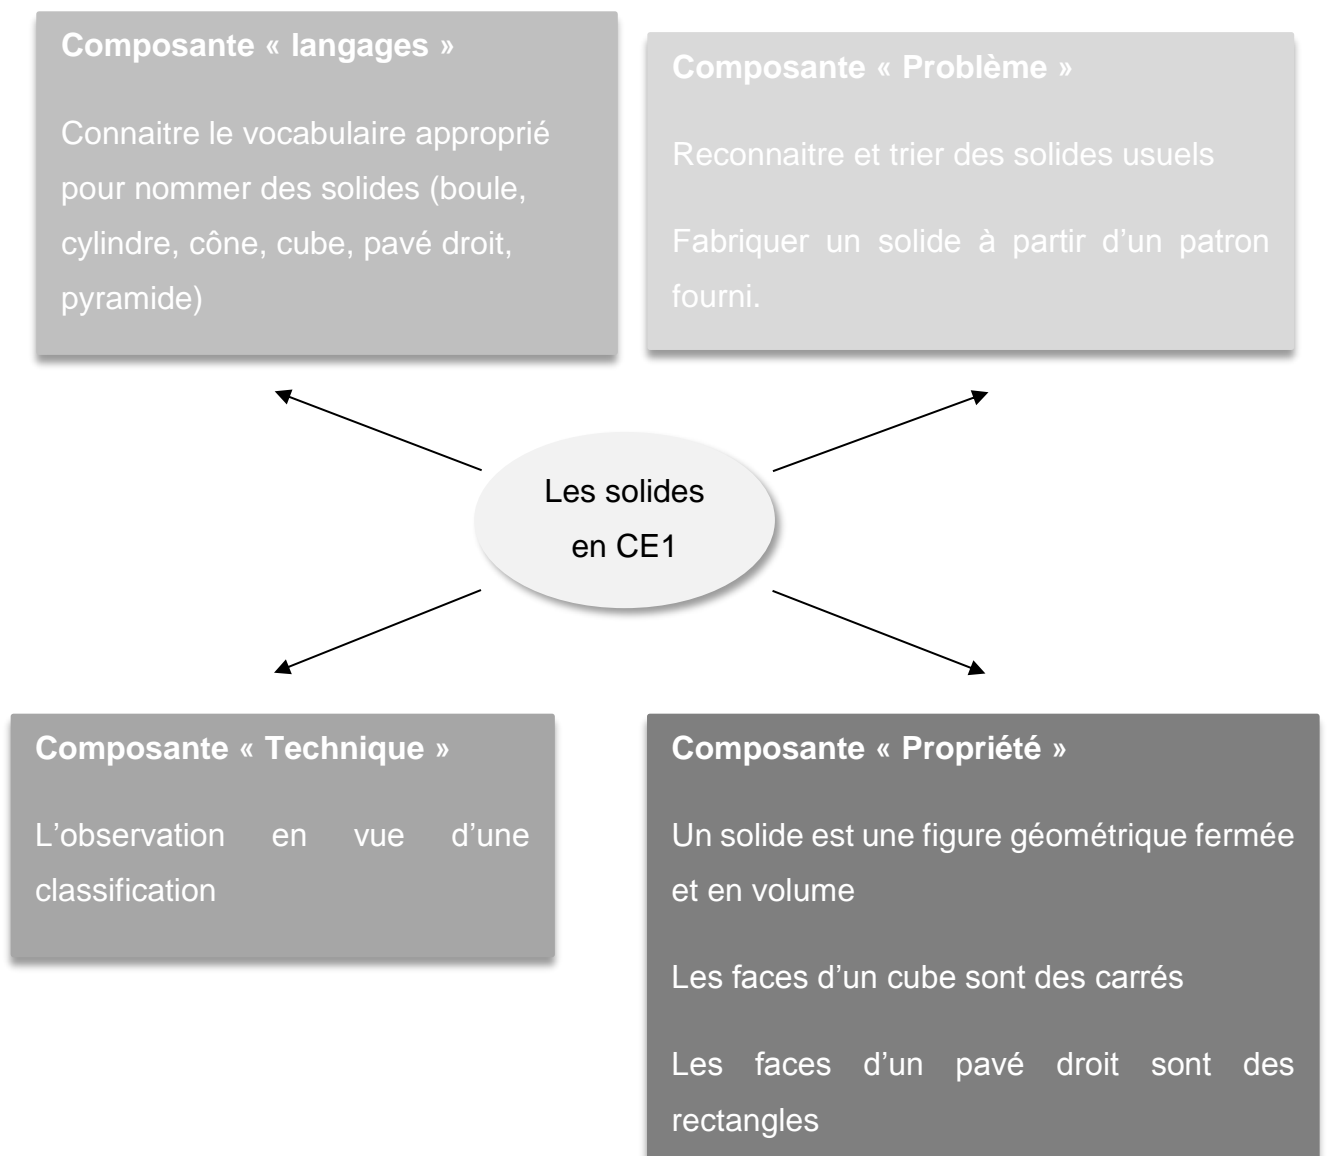 Composante « langages »
Connaitre le vocabulaire approprié
pour nommer des solides (boule,
cylindre, cône, cube, pavé droit,
pyramide)
Composante « Problème »
Reconnaitre et trier des solides usuels
Fabriquer un solide à partir d’un patron
fourni.
Les solides
en CE1
Composante « Technique »
L’observation en vue d’une
classification
Composante « Propriété »
Un solide est une figure géométrique fermée
et en volume
Les faces d’un cube sont des carrés
Les faces d’un pavé droit sont des
rectangles